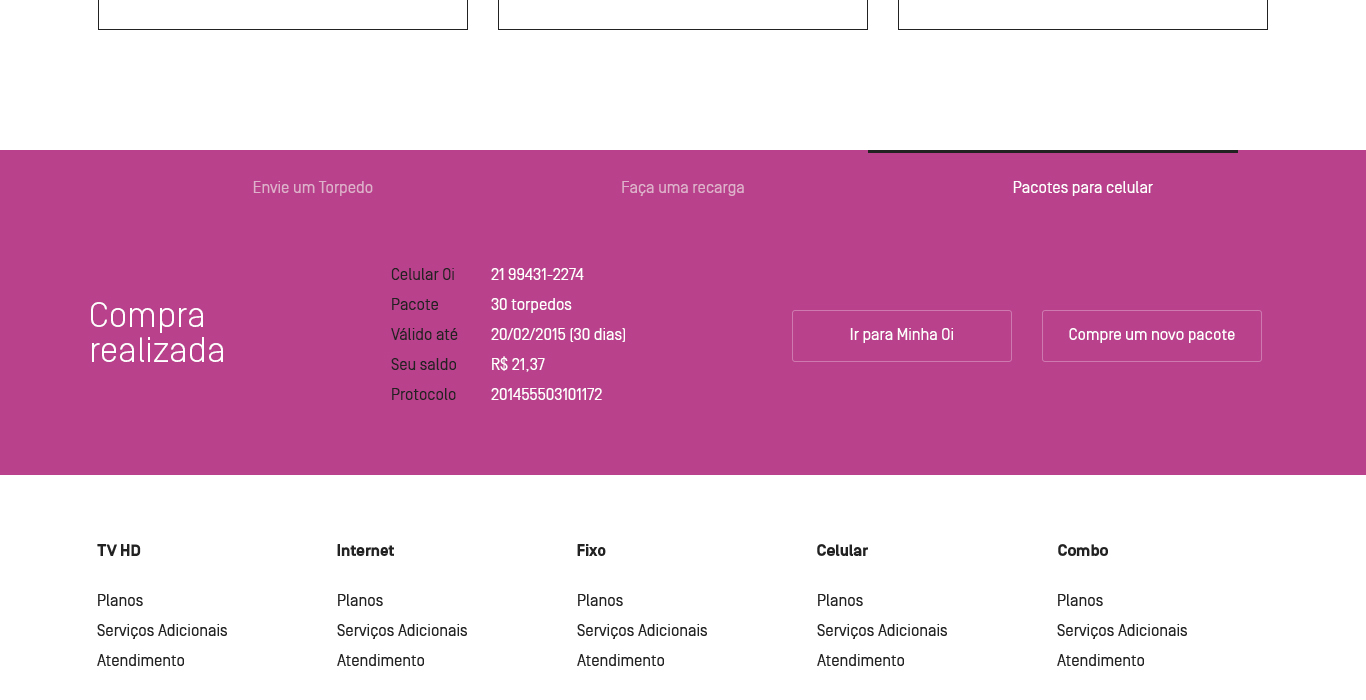 Envie um Torpedo
Faça uma recarga
Pacotes para celular
Compra
realizada
Celular Oi 21 99431-2274
Pacote 30 torpedos
Válido até 20/02/2015 (30 dias)
Seu saldo R$ 21,37
Protocolo 201455503101172
Ir para Minha Oi
Compre um novo pacote
TV HD
Planos
Serviços Adicionais
Atendimento
Internet
Planos
Serviços Adicionais
Atendimento
Fixo
Planos
Serviços Adicionais
Atendimento
Celular
Planos
Serviços Adicionais
Atendimento
Combo
Planos
Serviços Adicionais
Atendimento